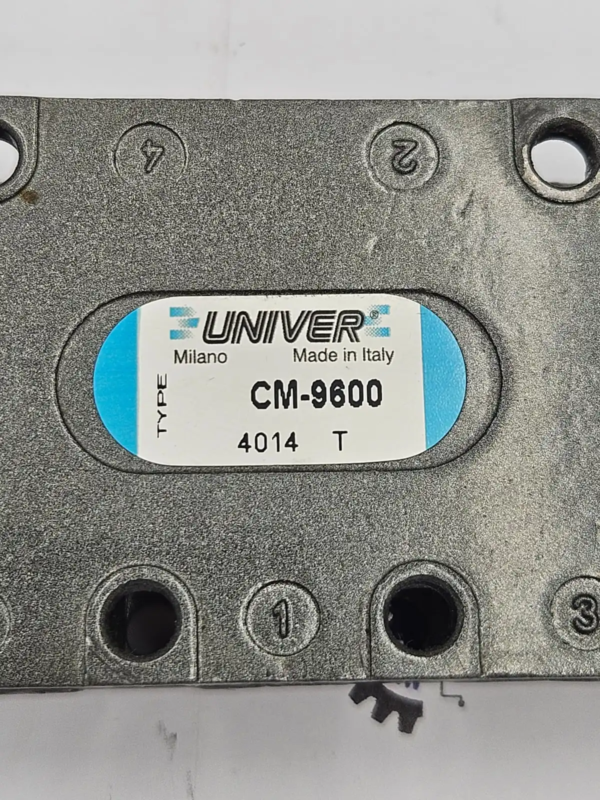 4 2
UNIVER®
Milano Made in Italy
TYPE
CM-9600
4014 T
1 3